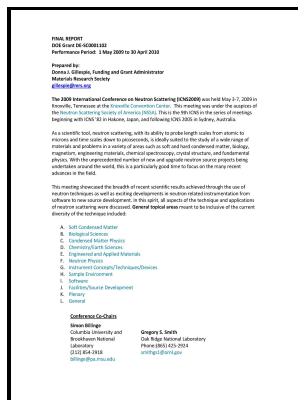 FINAL REPORT
DOE Grant DE-SC0001102
Performance Period: 1 May 2009 to 30 April 2010
Prepared by:
Donna J. Gillespie, Funding and Grant Administrator
Materials Research Society
gillespie@mrs.org
The 2009 International Conference on Neutron Scattering (ICNS2009) was held May 3-7, 2009 in
Knoxville, Tennessee at the Knoxville Convention Center. This meeting was under the auspices
of the Neutron Scattering Society of America (NSSA). This is the 9th ICNS in the series of meetings
beginning with ICNS '82 in Hakone, Japan, and following ICNS 2005 in Sydney, Australia.
As a scientific tool, neutron scattering, with its ability to probe length scales from atomic to
microns and time scales down to picoseconds, is ideally suited to the study of a wide range of
materials and problems in a variety of areas such as soft and hard condensed matter, biology,
magnetism, engineering materials, chemical spectroscopy, crystal structure, and fundamental
physics. With the unprecedented number of new and upgrade neutron source projects being
undertaken around the world, this is a particularly good time to focus on the many recent
advances in the field.
This meeting showcased the breadth of recent scientific results achieved through the use of
neutron techniques as well as exciting developments in neutron related instrumentation from
software to new source development. In this spirit, all aspects of the technique and applications
of neutron scattering were discussed. General topical areas meant to be inclusive of the current
diversity of the technique included:
A. Soft Condensed Matter
B. Biological Sciences
C. Condensed Matter Physics
D. Chemistry/Earth Sciences
E. Engineered and Applied Materials
F. Neutron Physics
G. Instrument Concepts/Techniques/Devices
H. Sample Environment
I. Software
J. Facilities/Source Development
K. Plenary
L. General
Conference Co-Chairs
Simon Billinge
Columbia University and
Brookhaven National
Laboratory
(212) 854-2918
billinge@pa.msu.edu
Gregory S. Smith
Oak Ridge National Laboratory
Phone:(865) 425-2924
smithgs1@ornl.gov